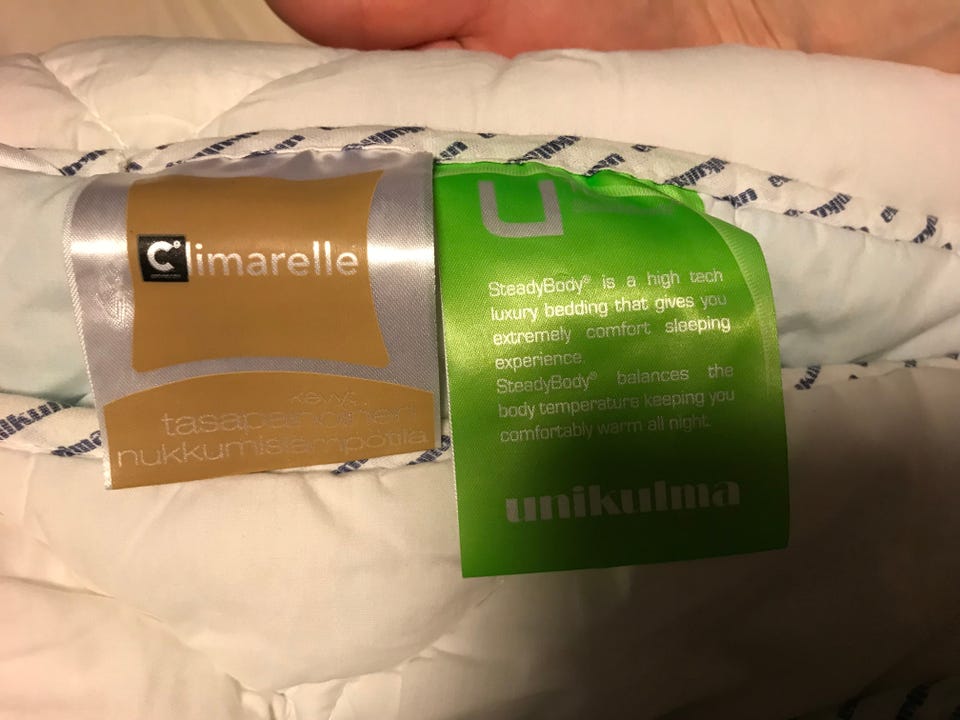 Climarelle
kevyt
tasapainoinen
nukkumislämpötila
SteadyBody® is a high tech
luxury bedding that gives you
extremely comfort sleeping
experience.
SteadyBody® balances the
body temperature keeping you
comfortably warm all night.
unikulma